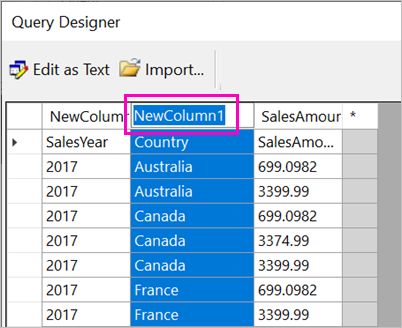 Query Designer
Edit as Text Import...
NewColum NewColumn1 SalesAmour *
SalesYear Country SalesAmo...
2017 Australia 699.0982
2017 Australia 3399.99
2017 Canada 699.0982
2017 Canada 3374.99
2017 Canada 3399.99
2017 France 699.0982
2017 France 3399.99